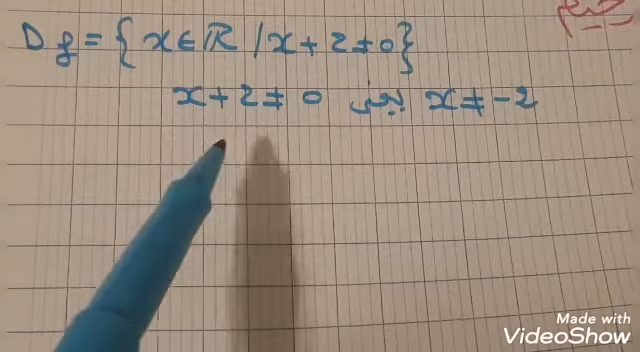 Df = { x ∈ ℝ / x + 2 ≠ 0 }
x + 2 ≠ 0 يعني x ≠ -2
Made with
VideoShow